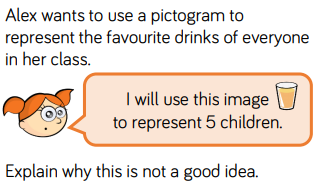 Alex wants to use a pictogram to
represent the favourite drinks of everyone
in her class.
I will use this image
to represent 5 children.
Explain why this is not a good idea.